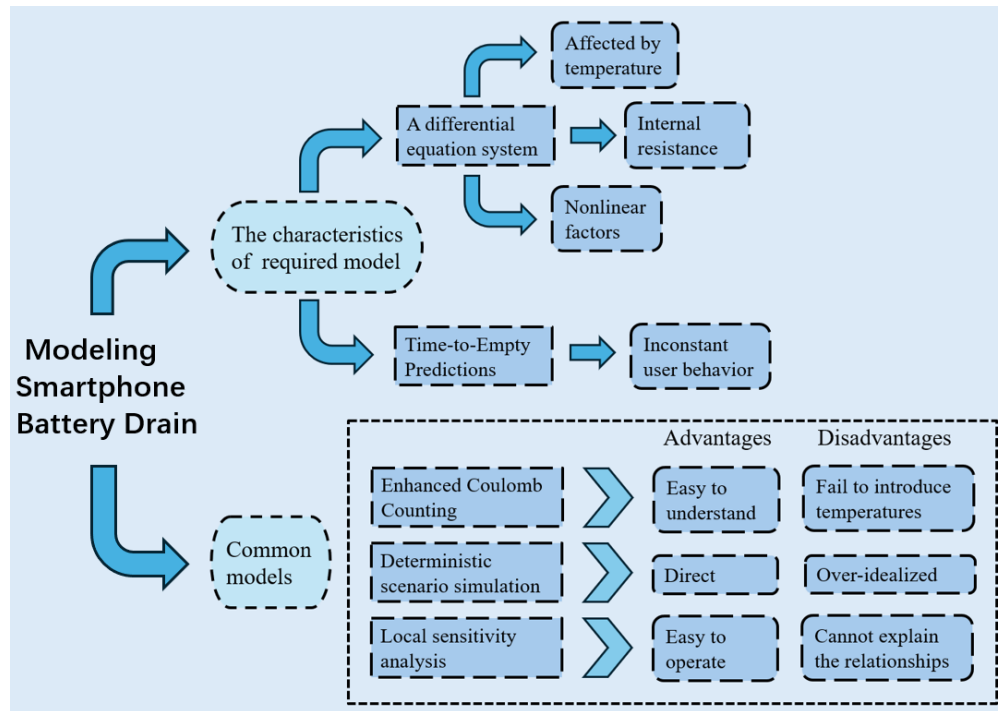 Modeling
Smartphone
Battery Drain
The characteristics
of required model
A differential
equation system
Affected by
temperature
Internal
resistance
Nonlinear
factors
Time-to-Empty
Predictions
Inconstant
user behavior
Common
models
Advantages
Disadvantages
Enhanced Coulomb
Counting
Easy to
understand
Fail to introduce
temperatures
Deterministic
scenario simulation
Direct
Over-idealized
Local sensitivity
analysis
Easy to
operate
Cannot explain
the relationships